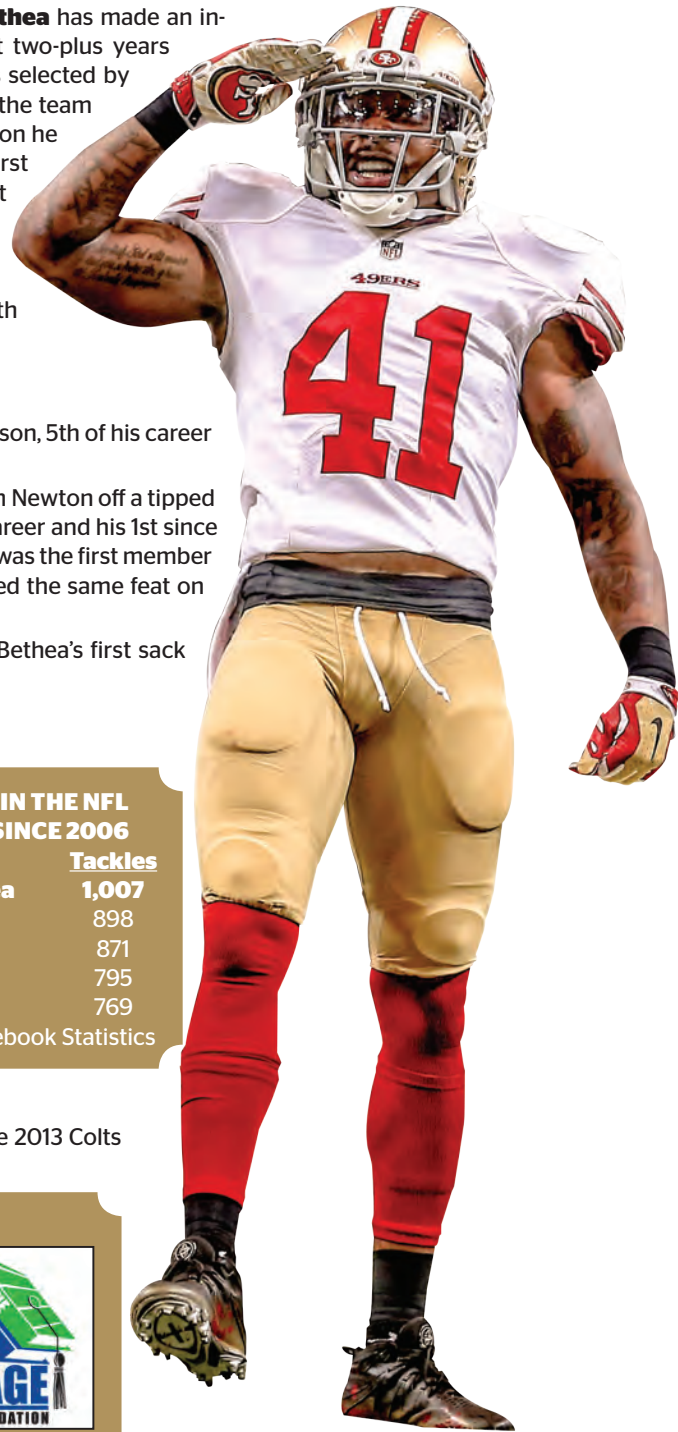 thea has made an in-
t two-plus years
s selected by
the team
on he
rst
t
th
son, 5th of his career
n Newton off a tipped
areer and his 1st since
was the first member
ed the same feat on
Bethea's first sack
IN THE NFL
SINCE 2006
Tackles
a 1,007
898
871
795
769
ebook Statistics
e 2013 Colts
AGE
DATION
SF
NFL
49ERS
41